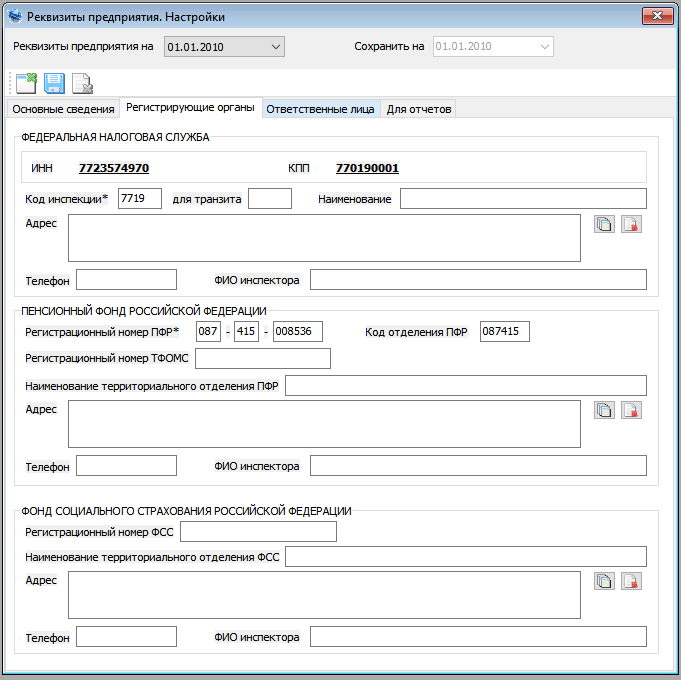 Реквизиты предприятия. Настройки
Реквизиты предприятия на 01.01.2010 Сохранить на 01.01.2010
Основные сведения Регистрирующие органы Ответственные лица Для отчетов
ФЕДЕРАЛЬНАЯ НАЛОГОВАЯ СЛУЖБА
ИНН 7723574970 КПП 770190001
Код инспекции* 7719 для транзита Наименование
Адрес
Телефон ФИО инспектора
ПЕНСИОННЫЙ ФОНД РОССИЙСКОЙ ФЕДЕРАЦИИ
Регистрационный номер ПФР* 087 - 415 - 008536 Код отделения ПФР 087415
Регистрационный номер ТФОМС
Наименование территориального отделения ПФР
Адрес
Телефон ФИО инспектора
ФОНД СОЦИАЛЬНОГО СТРАХОВАНИЯ РОССИЙСКОЙ ФЕДЕРАЦИИ
Регистрационный номер ФСС
Наименование территориального отделения ФСС
Адрес
Телефон ФИО инспектора